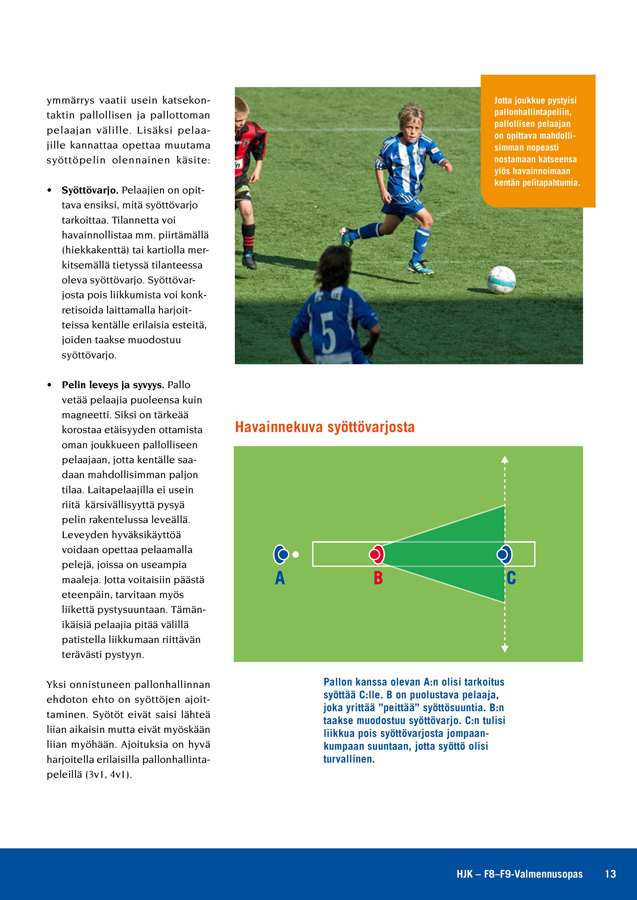 ymmärrys vaatii usein katsekon-
taktin pallollisen ja pallottoman
pelaajan välille. Lisäksi pelaa-
jille kannattaa opettaa muutama
syöttöpelin olennainen käsite:
• Syöttövarjo. Pelaajien on opit-
tava ensiksi, mitä syöttövarjo
tarkoittaa. Tilannetta voi
havainnollistaa mm. piirtämällä
(hiekkakenttä) tai kartiolla mer-
kitsemällä tietyssä tilanteessa
oleva syöttövarjo. Syöttövar-
josta pois liikkumista voi konk-
retisoida laittamalla harjoit-
teissa kentälle erilaisia esteitä,
joiden taakse muodostuu
syöttövarjo.
• Pelin leveys ja syvyys. Pallo
vetää pelaajia puoleensa kuin
magneetti. Siksi on tärkeää
korostaa etäisyyden ottamista
oman joukkueen pallolliseen
pelaajaan, jotta kentälle saa-
daan mahdollisimman paljon
tilaa. Laitapelaajilla ei usein
riitä kärsivällisyyttä pysyä
pelin rakentelussa leveällä.
Leveyden hyväksikäyttöä
voidaan opettaa pelaamalla
pelejä, joissa on useampia
maaleja. Jotta voitaisiin päästä
eteenpäin, tarvitaan myös
liikettä pystysuuntaan. Tämän-
ikäisiä pelaajia pitää välillä
patistella liikkumaan riittävän
terävästi pystyyn.
Yksi onnistuneen pallonhallinnan
ehdoton ehto on syöttöjen ajoit-
taminen. Syötöt eivät saisi lähteä
liian aikaisin mutta eivät myöskään
liian myöhään. Ajoituksia on hyvä
harjoitella erilaisilla pallonhallinta-
peleillä (3v1, 4v1).
Jotta joukkue pystyisi
pallonhallintapeliin,
pallollisen pelaajan
on opittava mahdolli-
simman nopeasti
nostamaan katseensa
ylös havainnoimaan
kentän pelitapahtumia.
5
Havainnekuva syöttövarjosta
A B C
Pallon kanssa olevan A:n olisi tarkoitus
syöttää C:lle. B on puolustava pelaaja,
joka yrittää ”peittää” syöttösuuntia. B:n
taakse muodostuu syöttövarjo. C:n tulisi
liikkua pois syöttövarjosta jompaan-
kumpaan suuntaan, jotta syöttö olisi
turvallinen.
HJK – F8–F9-Valmennusopas 13